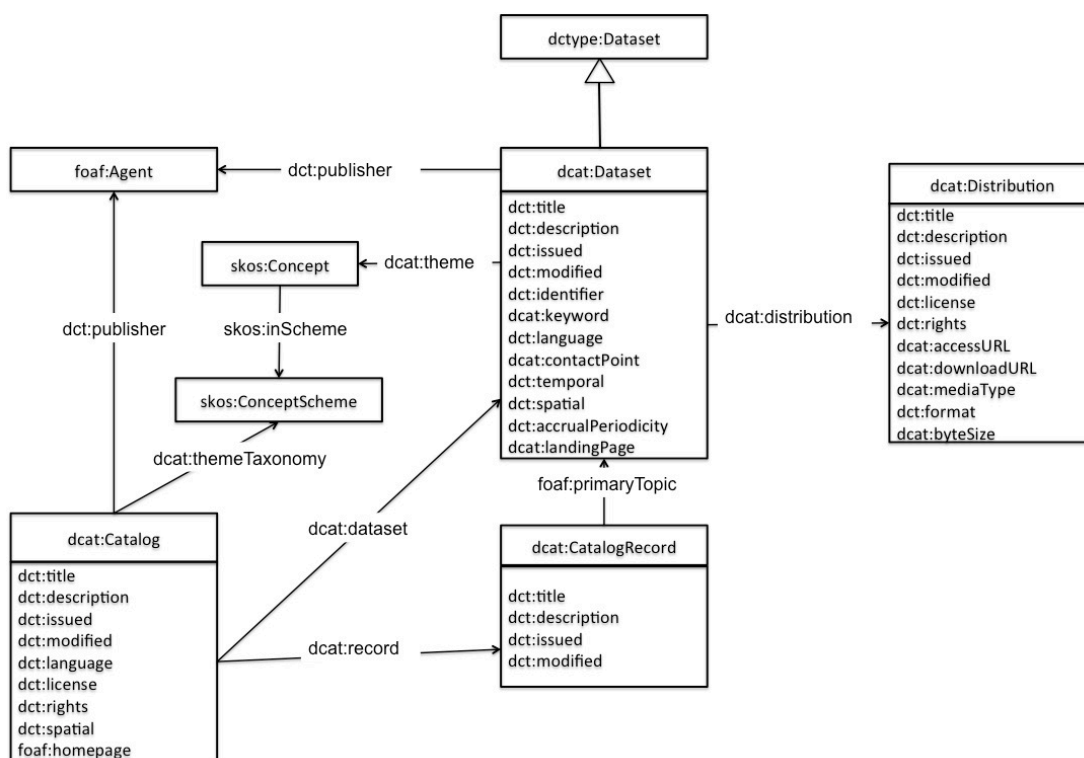 dctype:Dataset
foaf:Agent
dct:publisher
dcat:Dataset
dct:title
dct:description
dct:issued
dct:modified
dct:identifier
dcat:keyword
dct:language
dcat:contactPoint
dct:temporal
dct:spatial
dct:accrualPeriodicity
dcat:landingPage
dcat:Distribution
dct:title
dct:description
dct:issued
dct:modified
dct:license
dct:rights
dcat:accessURL
dcat:downloadURL
dcat:mediaType
dct:format
dcat:byteSize
skos:Concept
dcat:theme
dct:publisher
skos:inScheme
dcat:distribution
skos:ConceptScheme
dcat:themeTaxonomy
foaf:primaryTopic
dcat:dataset
dcat:Catalog
dct:title
dct:description
dct:issued
dct:modified
dct:language
dct:license
dct:rights
dct:spatial
foaf:homepage
dcat:record
dcat:CatalogRecord
dct:title
dct:description
dct:issued
dct:modified